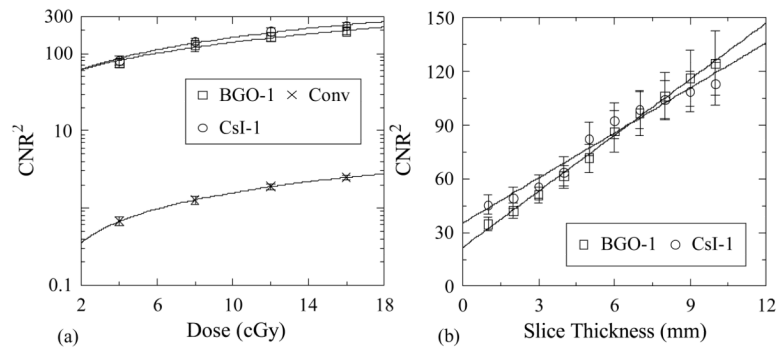 300
100
10
1
0.1
CNR²
BGO-1 Conv
CsI-1
2 6 10 14 18
(a) Dose (cGy)
150
120
90
60
30
0
CNR²
BGO-1 CsI-1
0 3 6 9 12
(b) Slice Thickness (mm)